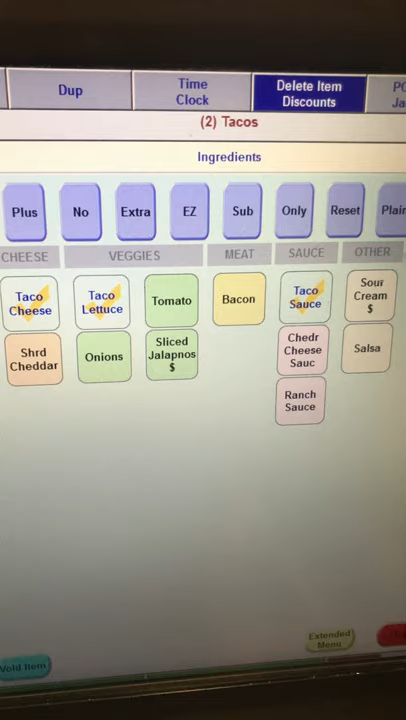 Dup
Time
Clock
Delete Item
Discounts
(2) Tacos
Ingredients
Plus
No
Extra
EZ
Sub
Only
Reset
Plain
CHEESE
VEGGIES
MEAT
SAUCE
OTHER
Taco
Cheese
Taco
Lettuce
Tomato
Bacon
Taco
Sauce
Sour
Cream
$
Shrd
Cheddar
Onions
Sliced
Jalapnos
$
Chedr
Cheese
Sauc
Salsa
Ranch
Sauce
Extended
Menu
Void Item